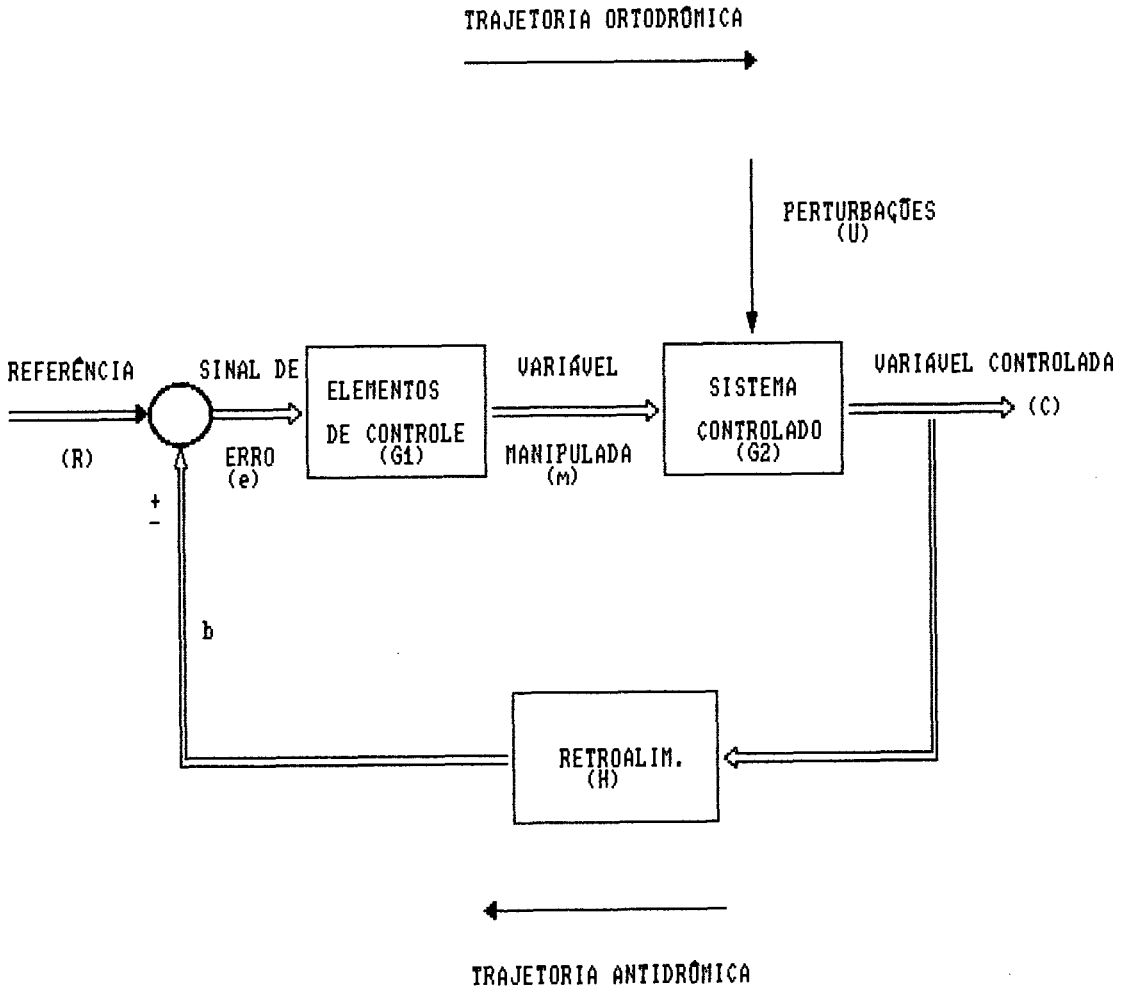 TRAJETORIA ORTODRÔMICA
PERTURBAÇÕES
(U)
REFERÊNCIA
(R)
SINAL DE
ERRO
(e)
ELEMENTOS
DE CONTROLE
(G1)
VARIÁVEL
MANIPULADA
(m)
SISTEMA
CONTROLADO
(G2)
VARIÁVEL CONTROLADA
(C)
+
-
b
RETROALIM.
(H)
TRAJETORIA ANTIDRÔMICA